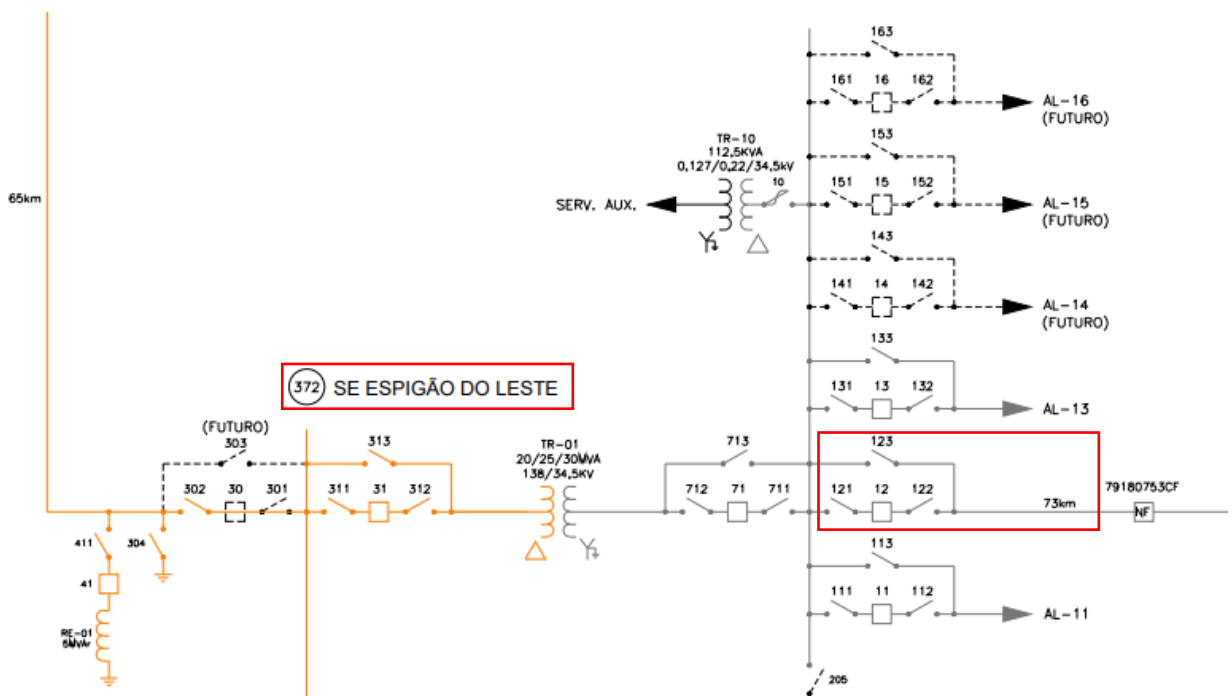 163
161 16 162
AL-16
(FUTURO)
65km
TR-10
112,5KVA
0,127/0,22/34,5kV
10
SERV. AUX.
153
151 15 152
AL-15
(FUTURO)
143
141 14 142
AL-14
(FUTURO)
133
131 13 132
AL-13
372 SE ESPIGÃO DO LESTE
(FUTURO)
303
302 30 301
313
311 31 312
TR-01
20/25/30MVA
138/34.5KV
713
712 71 711
123
121 12 122
73km
79180753CF
NF
411
304
41
RE-01
5MVAr
113
111 11 112
AL-11
205